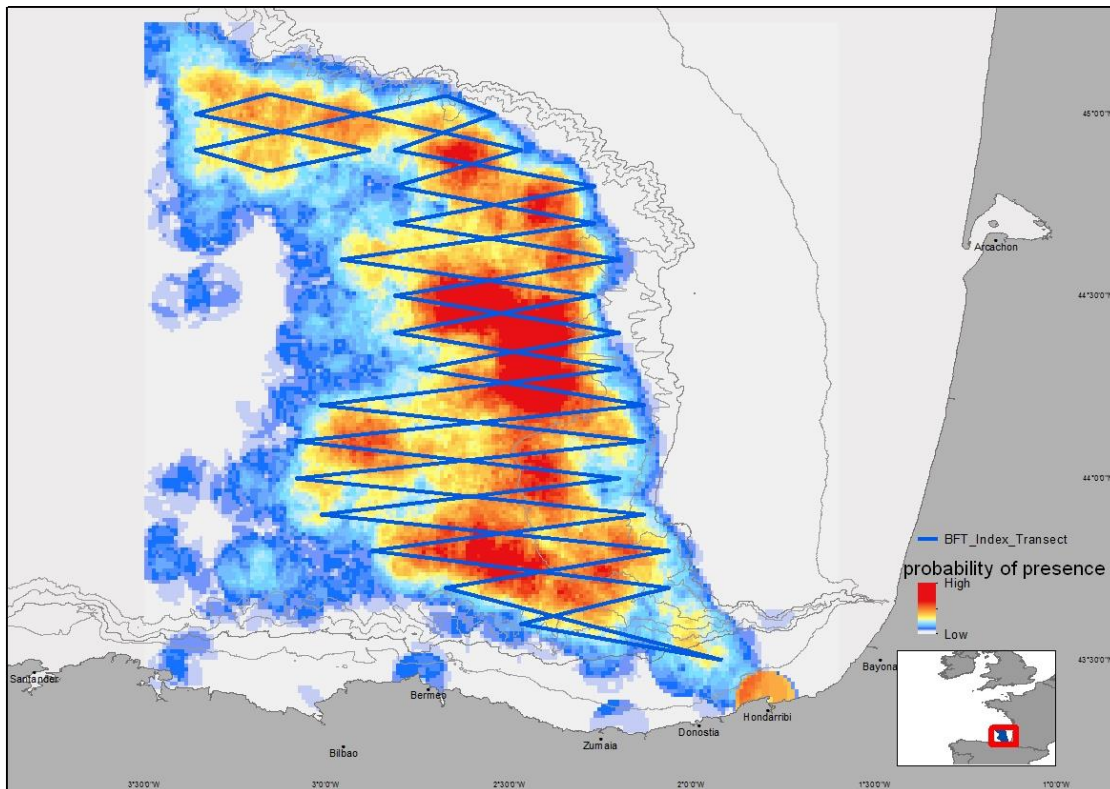 45°0'0"N
Arcachon
44°30'0"N
44°0'0"N
BFT_Index_Transect
probability of presence
High
Low
43°30'0"N
Bayona
Santander
Bermeo
Hondarribi
Donostia
Zumaia
Bilbao
3°30'0"W
3°0'0"W
2°30'0"W
2°0'0"W
1°30'0"W
1°0'0"W